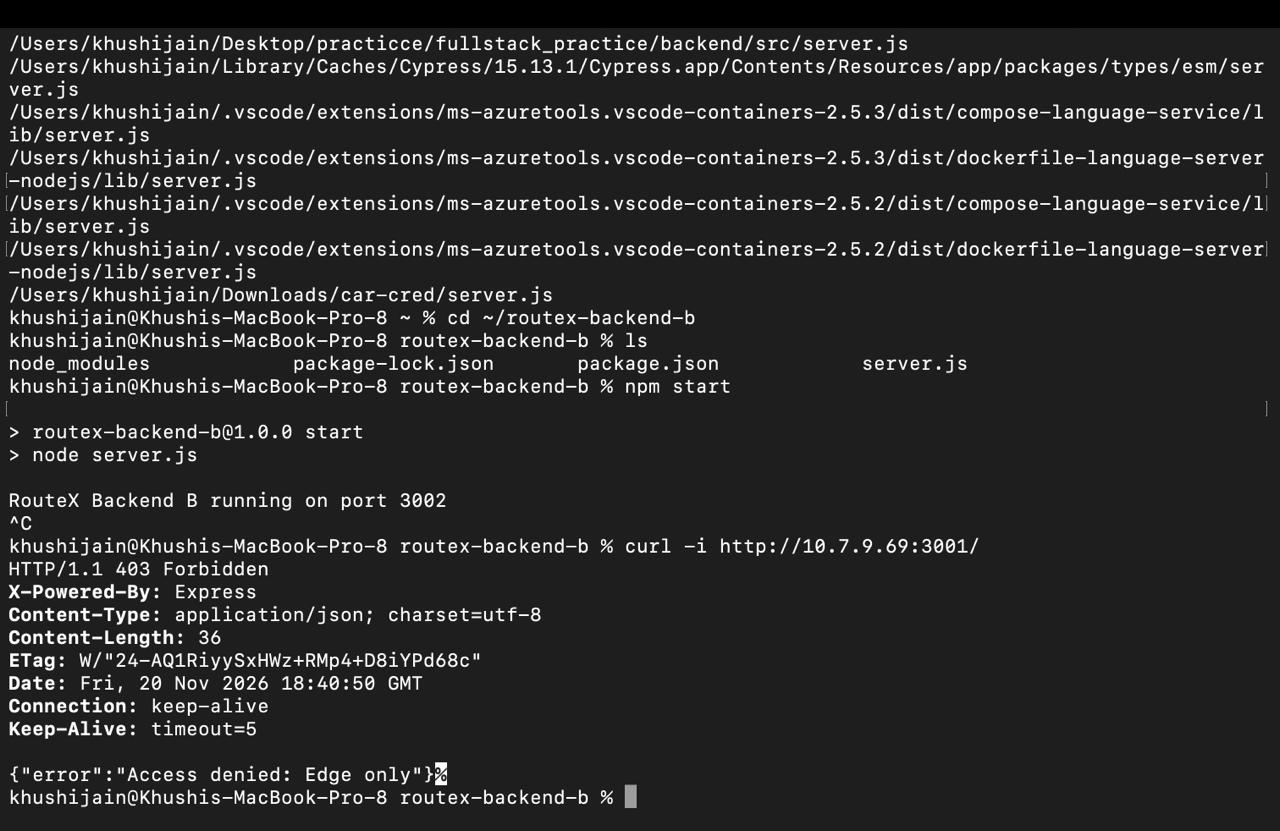 /Users/khushijain/Desktop/practicce/fullstack_practice/backend/src/server.js
/Users/khushijain/Library/Caches/Cypress/15.13.1/Cypress.app/Contents/Resources/app/packages/types/esm/ser
ver.js
/Users/khushijain/.vscode/extensions/ms-azuretools.vscode-containers-2.5.3/dist/compose-language-service/l
ib/server.js
/Users/khushijain/.vscode/extensions/ms-azuretools.vscode-containers-2.5.3/dist/dockerfile-language-server
-nodejs/lib/server.js
/Users/khushijain/.vscode/extensions/ms-azuretools.vscode-containers-2.5.2/dist/compose-language-service/l
ib/server.js
/Users/khushijain/.vscode/extensions/ms-azuretools.vscode-containers-2.5.2/dist/dockerfile-language-server
-nodejs/lib/server.js
/Users/khushijain/Downloads/car-cred/server.js
khushijain@Khushis-MacBook-Pro-8 ~ % cd ~/routex-backend-b
khushijain@Khushis-MacBook-Pro-8 routex-backend-b % ls
node_modules package-lock.json package.json server.js
khushijain@Khushis-MacBook-Pro-8 routex-backend-b % npm start
> routex-backend-b@1.0.0 start
> node server.js
RouteX Backend B running on port 3002
^C
khushijain@Khushis-MacBook-Pro-8 routex-backend-b % curl -i http://10.7.9.69:3001/
HTTP/1.1 403 Forbidden
X-Powered-By: Express
Content-Type: application/json; charset=utf-8
Content-Length: 36
ETag: W/"24-AQ1RiyySxHWz+RMp4+D8iYPd68c"
Date: Fri, 20 Nov 2026 18:40:50 GMT
Connection: keep-alive
Keep-Alive: timeout=5
{"error":"Access denied: Edge only"}%
khushijain@Khushis-MacBook-Pro-8 routex-backend-b %